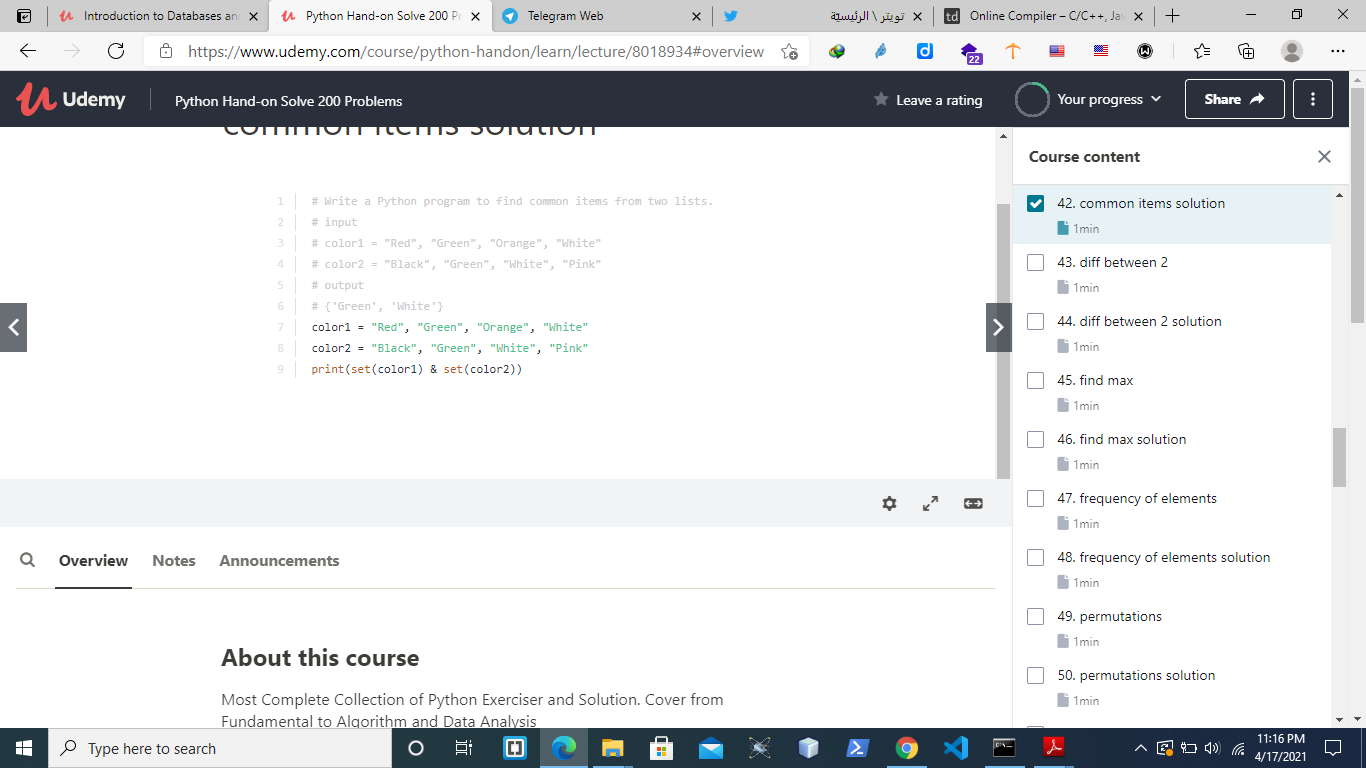 Introduction to Databases an
Python Hand-on Solve 200 Pr
Telegram Web
تويتر \ الرئيسيّة
td
Online Compiler – C/C++, Jav
https://www.udemy.com/course/python-handon/learn/lecture/8018934#overview
22
Udemy
Python Hand-on Solve 200 Problems
Leave a rating
Your progress
Share
common items solution
1 # Write a Python program to find common items from two lists.
2 # input
3 # color1 = "Red", "Green", "Orange", "White"
4 # color2 = "Black", "Green", "White", "Pink"
5 # output
6 # {'Green', 'White'}
7 color1 = "Red", "Green", "Orange", "White"
8 color2 = "Black", "Green", "White", "Pink"
9 print(set(color1) & set(color2))
Overview
Notes
Announcements
About this course
Most Complete Collection of Python Exerciser and Solution. Cover from
Fundamental to Algorithm and Data Analysis
Course content
42. common items solution
1min
43. diff between 2
1min
44. diff between 2 solution
1min
45. find max
1min
46. find max solution
1min
47. frequency of elements
1min
48. frequency of elements solution
1min
49. permutations
1min
50. permutations solution
1min
Type here to search
11:16 PM
4/17/2021